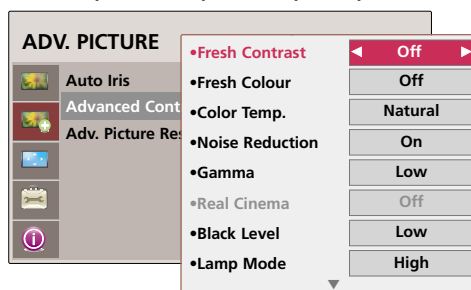 ADV. PICTURE
Auto Iris
Advanced Cont
Adv. Picture Res
•Fresh Contrast Off
•Fresh Colour Off
•Color Temp. Natural
•Noise Reduction On
•Gamma Low
•Real Cinema Off
•Black Level Low
•Lamp Mode High